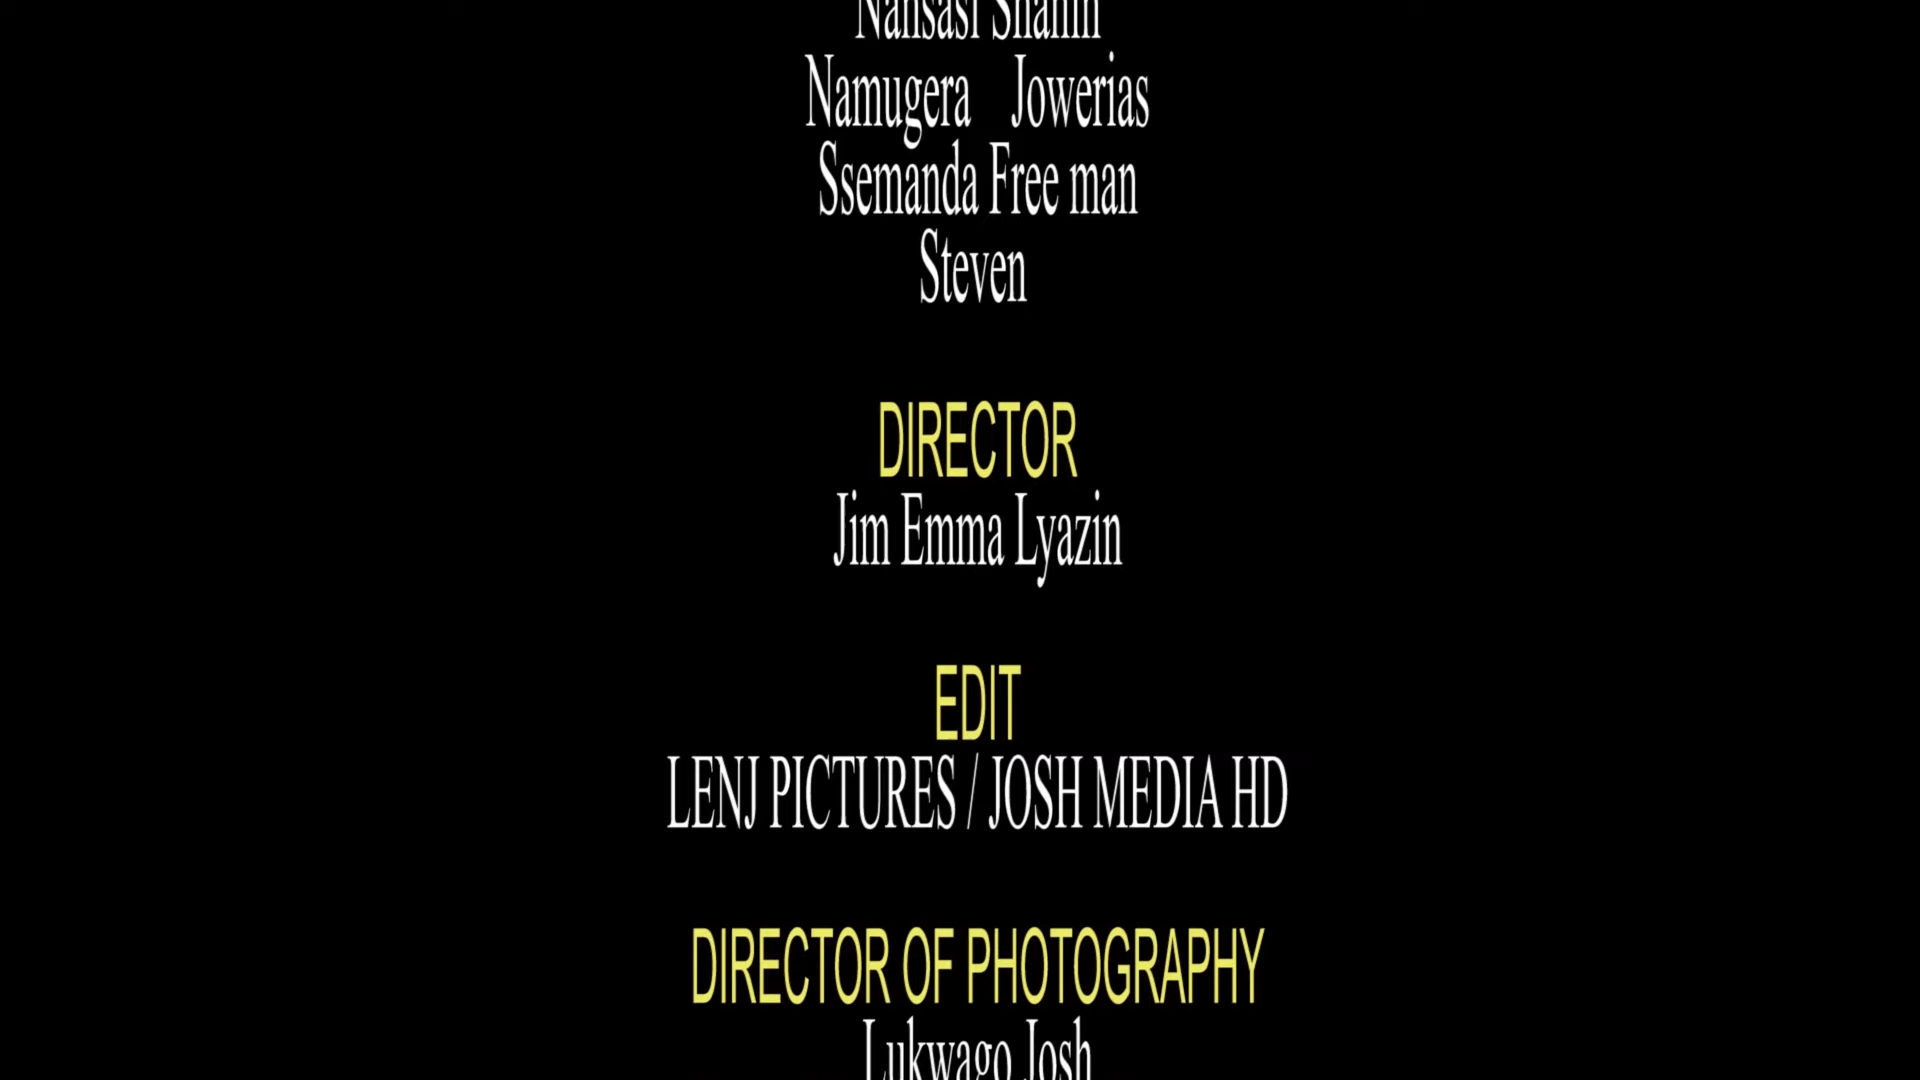 Namugera Jowerias
Ssemanda Free man
Steven
DIRECTOR
Jim Emma Lyazin
EDIT
LENJ PICTURES / JOSH MEDIA HD
DIRECTOR OF PHOTOGRAPHY
Lukwago Josh